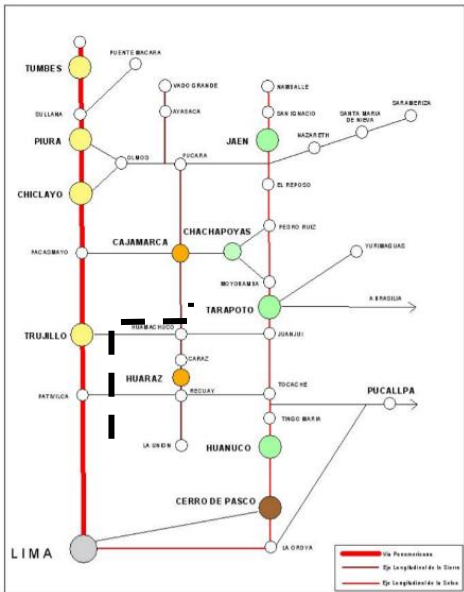 TUMBES
PUENTE MACARA
VADO GRANDE
NAMBALLE
SULLANA
AYABACA
SAN IGNACIO
SANTA MARIA
DE NIEVA
SARAMERIZA
PIURA
JAEN
NAZARETH
OLMOS
PUCARA
CHICLAYO
EL REPOSO
CHACHAPOYAS
PEDRO RUIZ
CAJAMARCA
PACASMAYO
YURIMAGUAS
MOYOBAMBA
TARAPOTO
A BRASILIA
TRUJILLO
HUAMACHUCO
JUANJUI
CARAZ
HUARAZ
TOCACHE
PUCALLPA
PATIVILCA
RECUAY
TINGO MARIA
LA UNION
HUANUCO
CERRO DE PASCO
LIMA
LA OROYA
Via Panamericana
Eje Longitudinal de la Sierra
Eje Longitudinal de la Selva